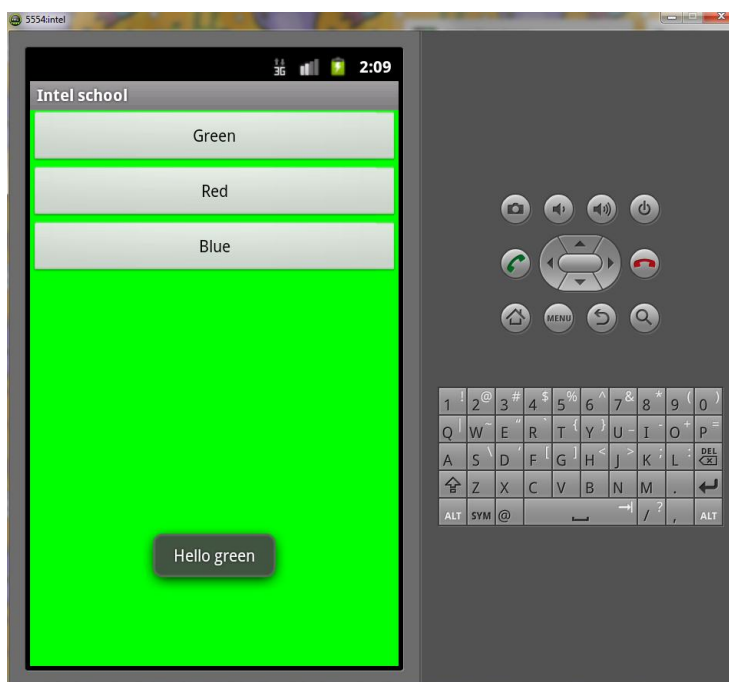 5554:intel
3G 2:09
Intel school
Green
Red
Blue
Hello green
MENU
1 ! 2 @ 3 # 4 $ 5 % 6 ^ 7 & 8 * 9 ( 0 )
Q | W ~ E " R ` T { Y } U _ I - O + P =
A S \ D ' F [ G ] H < J > K ; L : DEL
Z X C V B N M .
ALT SYM @ / ? , ALT